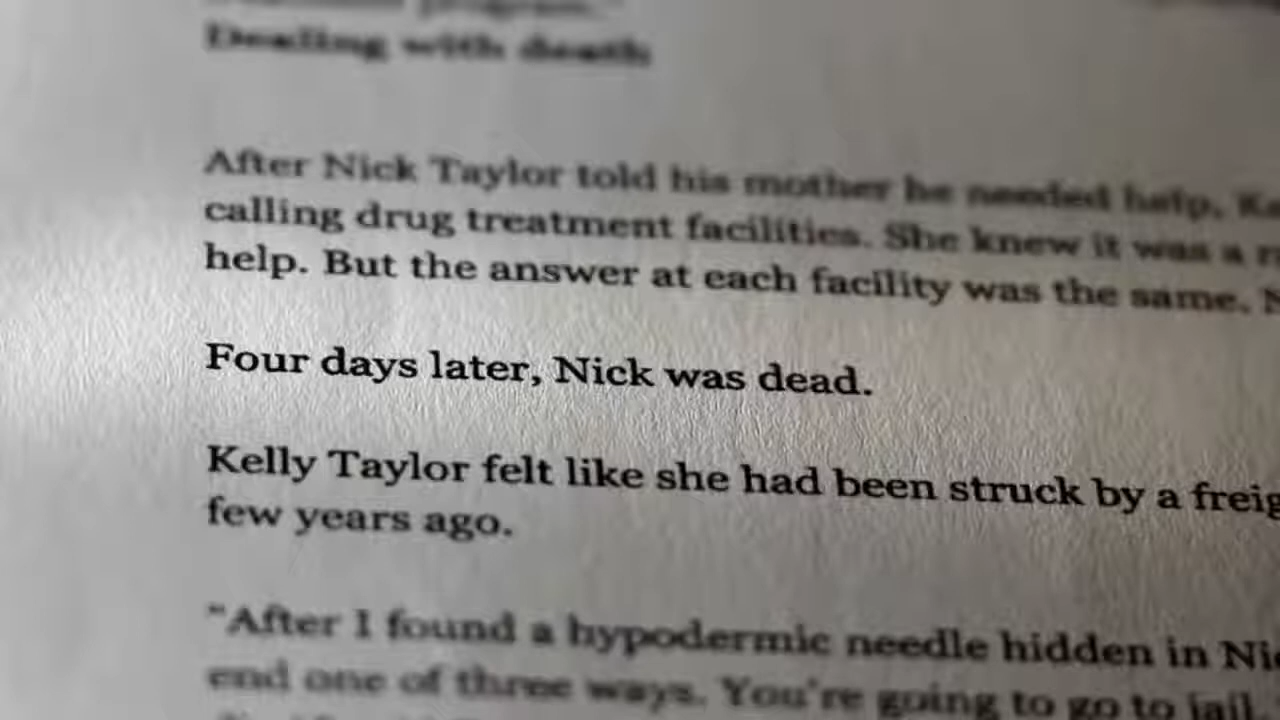 program."
Dealing with death
After Nick Taylor told his mother he needed help,
calling drug treatment facilities. She knew it was a
help. But the answer at each facility was the same.
Four days later, Nick was dead.
Kelly Taylor felt like she had been struck by a
few years ago.
"After I found a hypodermic needle hidden in
end one of three ways. You're going to go to jail.